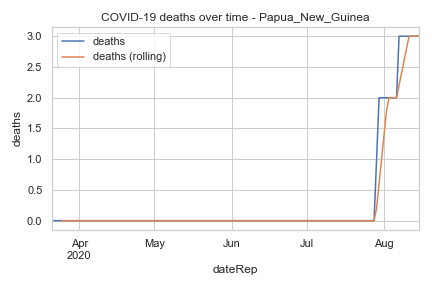 COVID-19 deaths over time - Papua_New_Guinea
deaths
deaths (rolling)
3.0
2.5
2.0
1.5
1.0
0.5
0.0
deaths
Apr
2020
May
Jun
Jul
Aug
dateRep